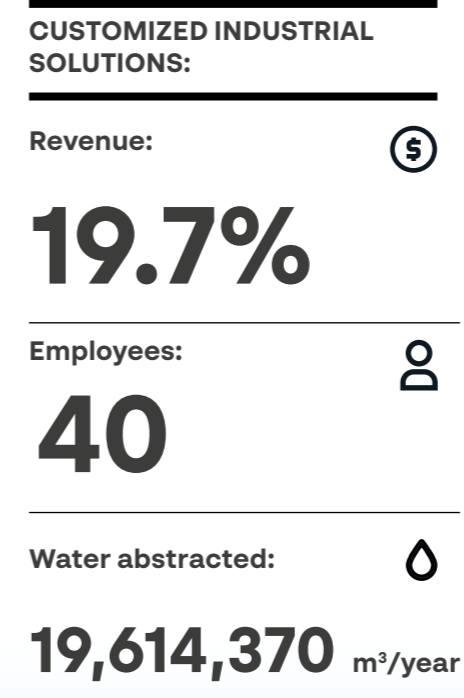 CUSTOMIZED INDUSTRIAL
SOLUTIONS:
Revenue:
$
19.7%
Employees:
40
Water abstracted:
19,614,370 m³/year